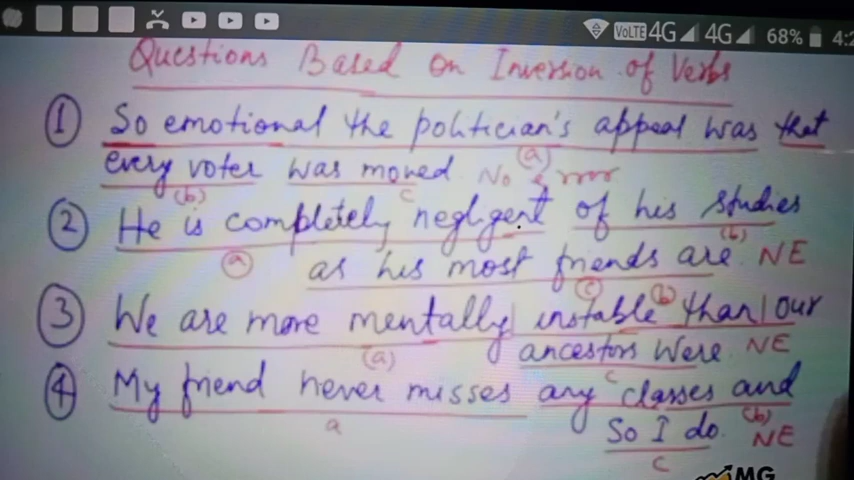 VoLTE 4G 4G 68% 4:2
Questions Based on Inversion of Verbs
① So emotional the politician's appeal was that
(a)
every voter was moved. No error
(b) c
② He is completely negligent of his studies
(a) (b)
as his most friends are. NE
(c)
③ We are more mentally instable than our
(a) (b)
ancestors were. NE
c
④ My friend never misses any classes and
a (b)
So I do. NE
c
MG